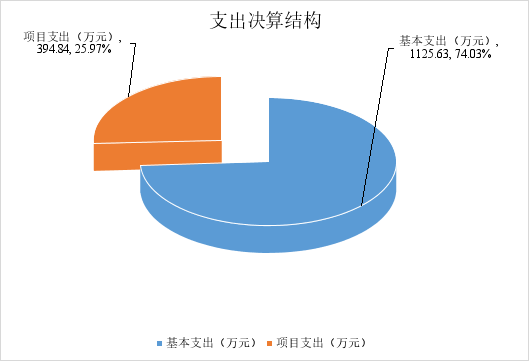 支出决算结构
项目支出（万元）,
394.84, 25.97%
基本支出（万元）,
1125.63, 74.03%
基本支出（万元） 项目支出（万元）